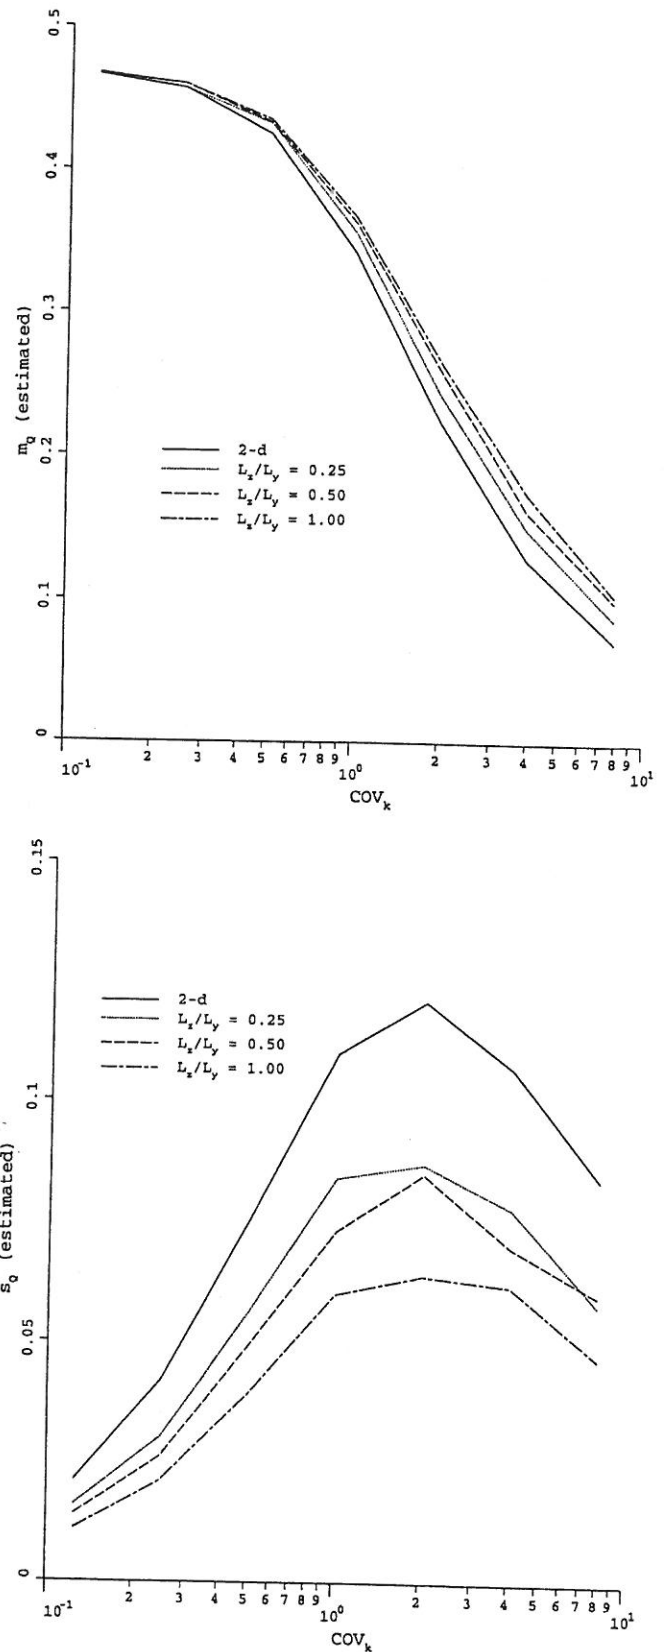 0.5
0.4
0.3
0.2
0.1
0
m_Q (estimated)
2-d
L_z/L_y = 0.25
L_z/L_y = 0.50
L_z/L_y = 1.00
10^-1 2 3 4 5 6 7 8 9 10^0 2 3 4 5 6 7 8 9 10^1
COV_k
0.15
0.1
0.05
0
s_Q (estimated)
2-d
L_z/L_y = 0.25
L_z/L_y = 0.50
L_z/L_y = 1.00
10^-1 2 3 4 5 6 7 8 9 10^0 2 3 4 5 6 7 8 9 10^1
COV_k